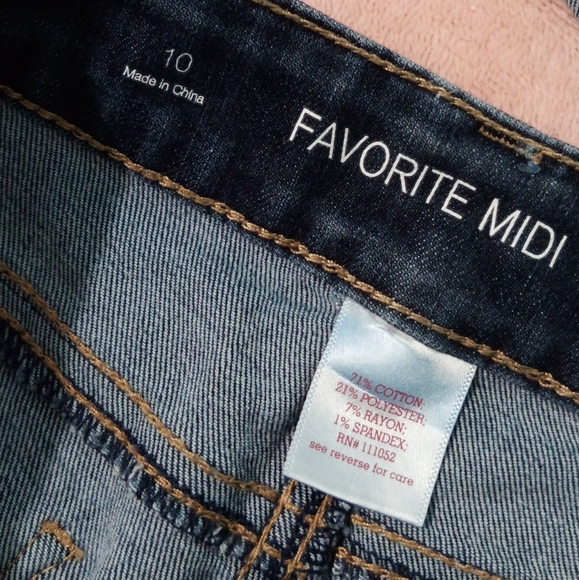 10
Made in China
FAVORITE MIDI
71% COTTON;
21% POLYESTER;
7% RAYON;
1% SPANDEX;
RN# 111052
see reverse for care